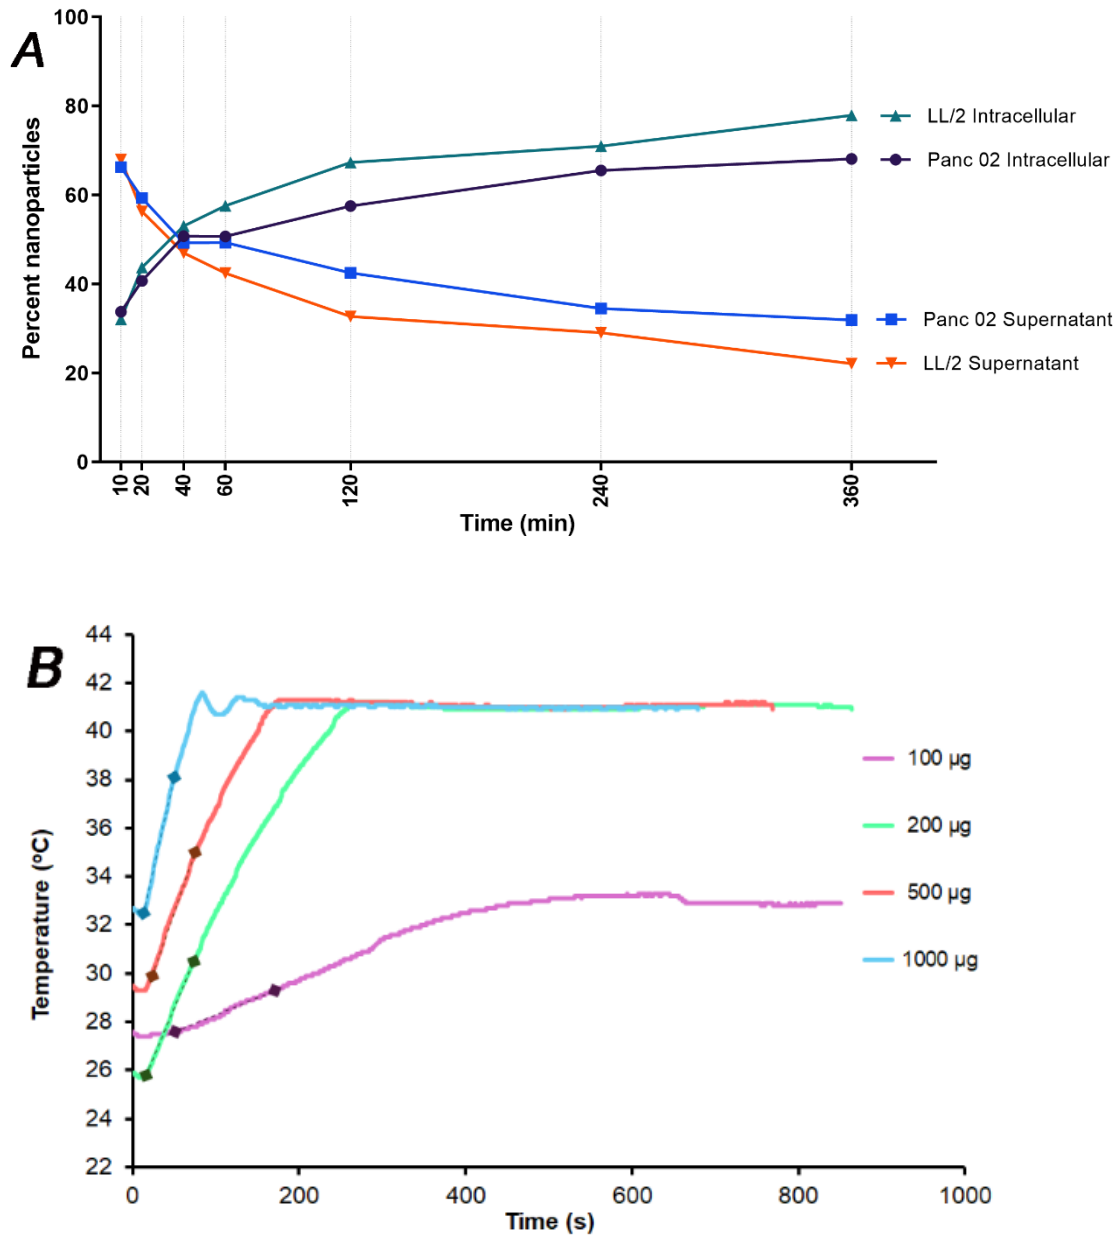 A
100
80
60
40
20
0
Percent nanoparticles
10
20
40
60
120
240
360
Time (min)
LL/2 Intracellular
Panc 02 Intracellular
Panc 02 Supernatant
LL/2 Supernatant
B
44
42
40
38
36
34
32
30
28
26
24
22
Temperature (ºC)
0
200
400
600
800
1000
Time (s)
100 µg
200 µg
500 µg
1000 µg